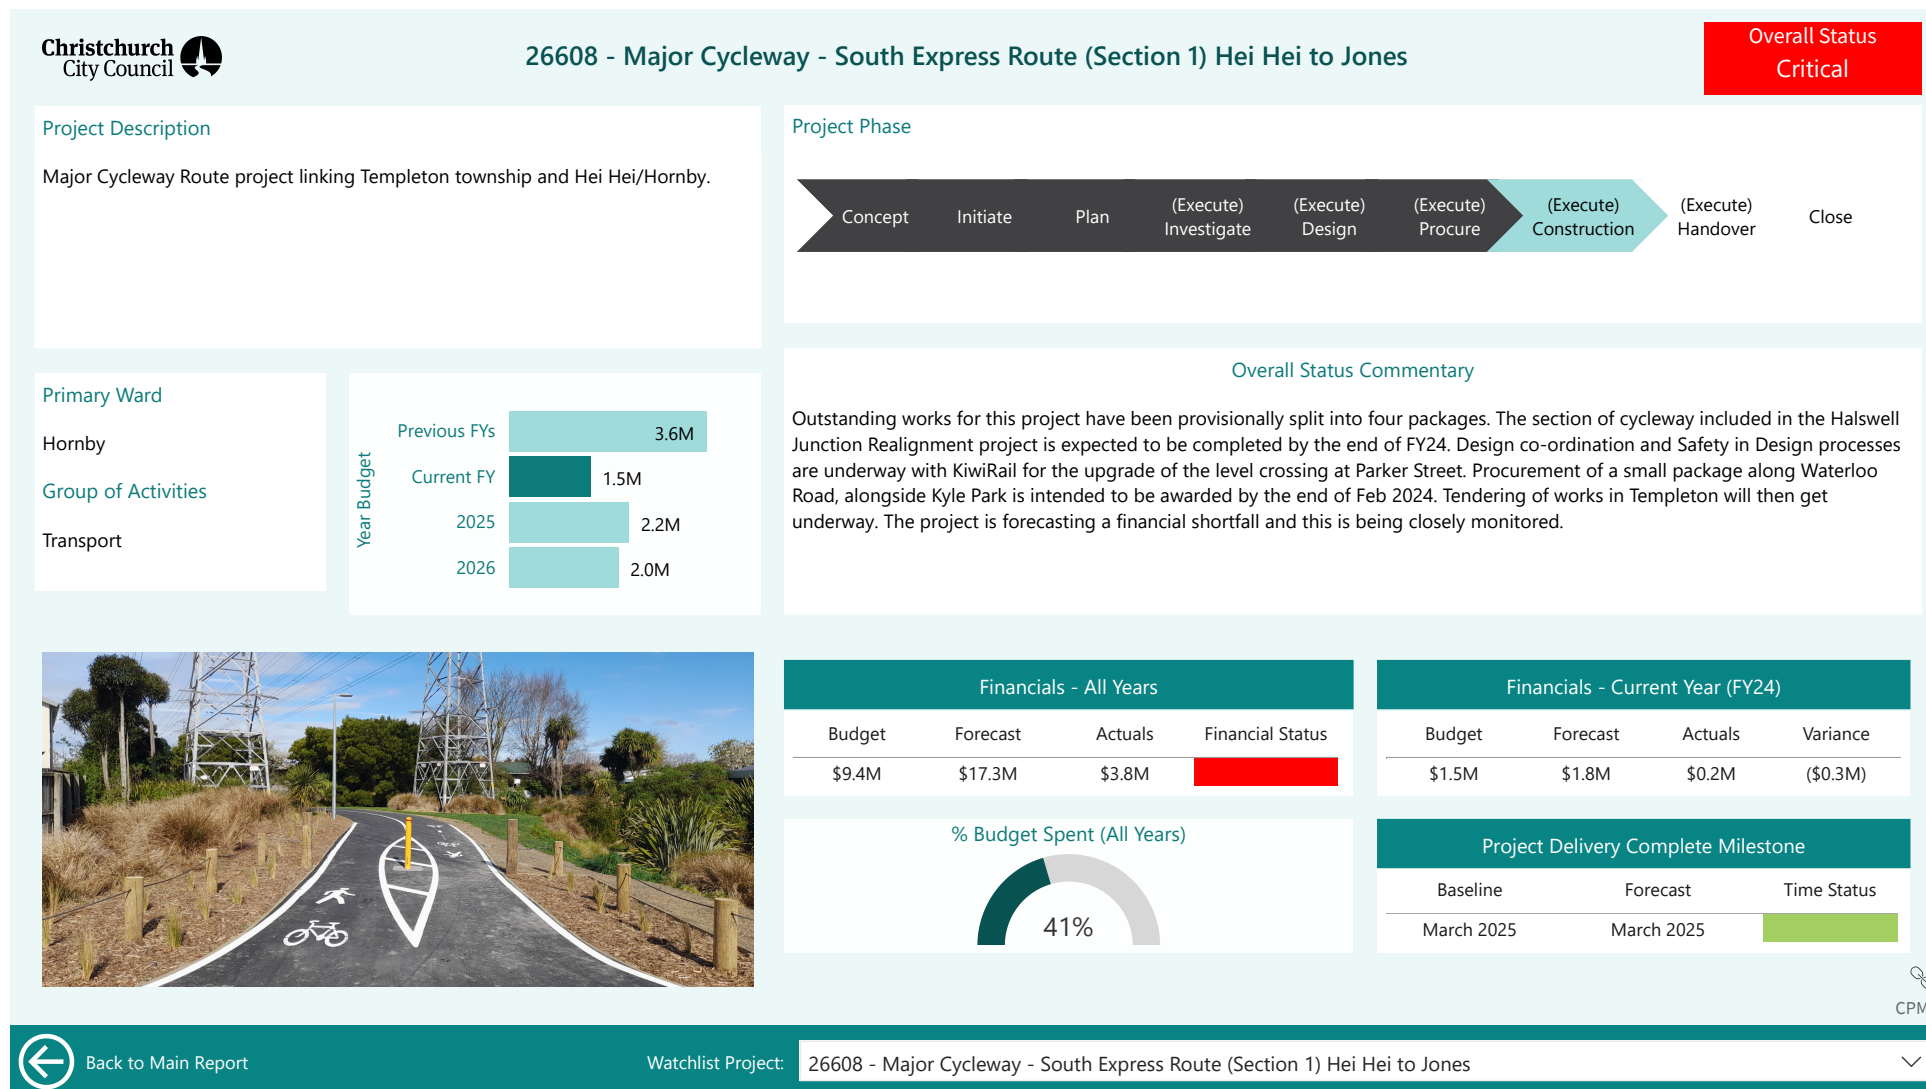 Christchurch
City Council
26608 - Major Cycleway - South Express Route (Section 1) Hei Hei to Jones
Overall Status
Critical
Project Description
Major Cycleway Route project linking Templeton township and Hei Hei/Hornby.
Project Phase
Concept
Initiate
Plan
(Execute)
Investigate
(Execute)
Design
(Execute)
Procure
(Execute)
Construction
(Execute)
Handover
Close
Primary Ward
Hornby
Group of Activities
Transport
Year Budget
Previous FYs 3.6M
Current FY 1.5M
2025 2.2M
2026 2.0M
Overall Status Commentary
Outstanding works for this project have been provisionally split into four packages. The section of cycleway included in the Halswell
Junction Realignment project is expected to be completed by the end of FY24. Design co-ordination and Safety in Design processes
are underway with KiwiRail for the upgrade of the level crossing at Parker Street. Procurement of a small package along Waterloo
Road, alongside Kyle Park is intended to be awarded by the end of Feb 2024. Tendering of works in Templeton will then get
underway. The project is forecasting a financial shortfall and this is being closely monitored.
Financials - All Years
Budget Forecast Actuals Financial Status
$9.4M $17.3M $3.8M
Financials - Current Year (FY24)
Budget Forecast Actuals Variance
$1.5M $1.8M $0.2M ($0.3M)
% Budget Spent (All Years)
41%
Project Delivery Complete Milestone
Baseline Forecast Time Status
March 2025 March 2025
CPM
Back to Main Report
Watchlist Project:
26608 - Major Cycleway - South Express Route (Section 1) Hei Hei to Jones